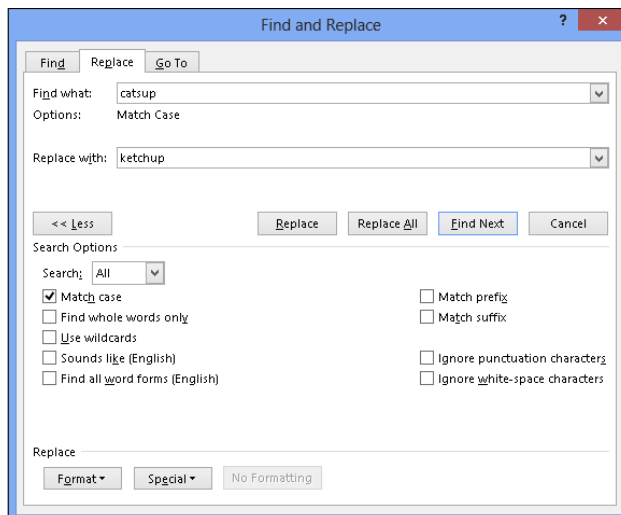 Find and Replace ? ×
Find Replace Go To
Find what: catsup
Options: Match Case
Replace with: ketchup
<< Less Replace Replace All Find Next Cancel
Search Options
Search: All
Match case Match prefix
Find whole words only Match suffix
Use wildcards
Sounds like (English) Ignore punctuation characters
Find all word forms (English) Ignore white-space characters
Replace
Format Special No Formatting